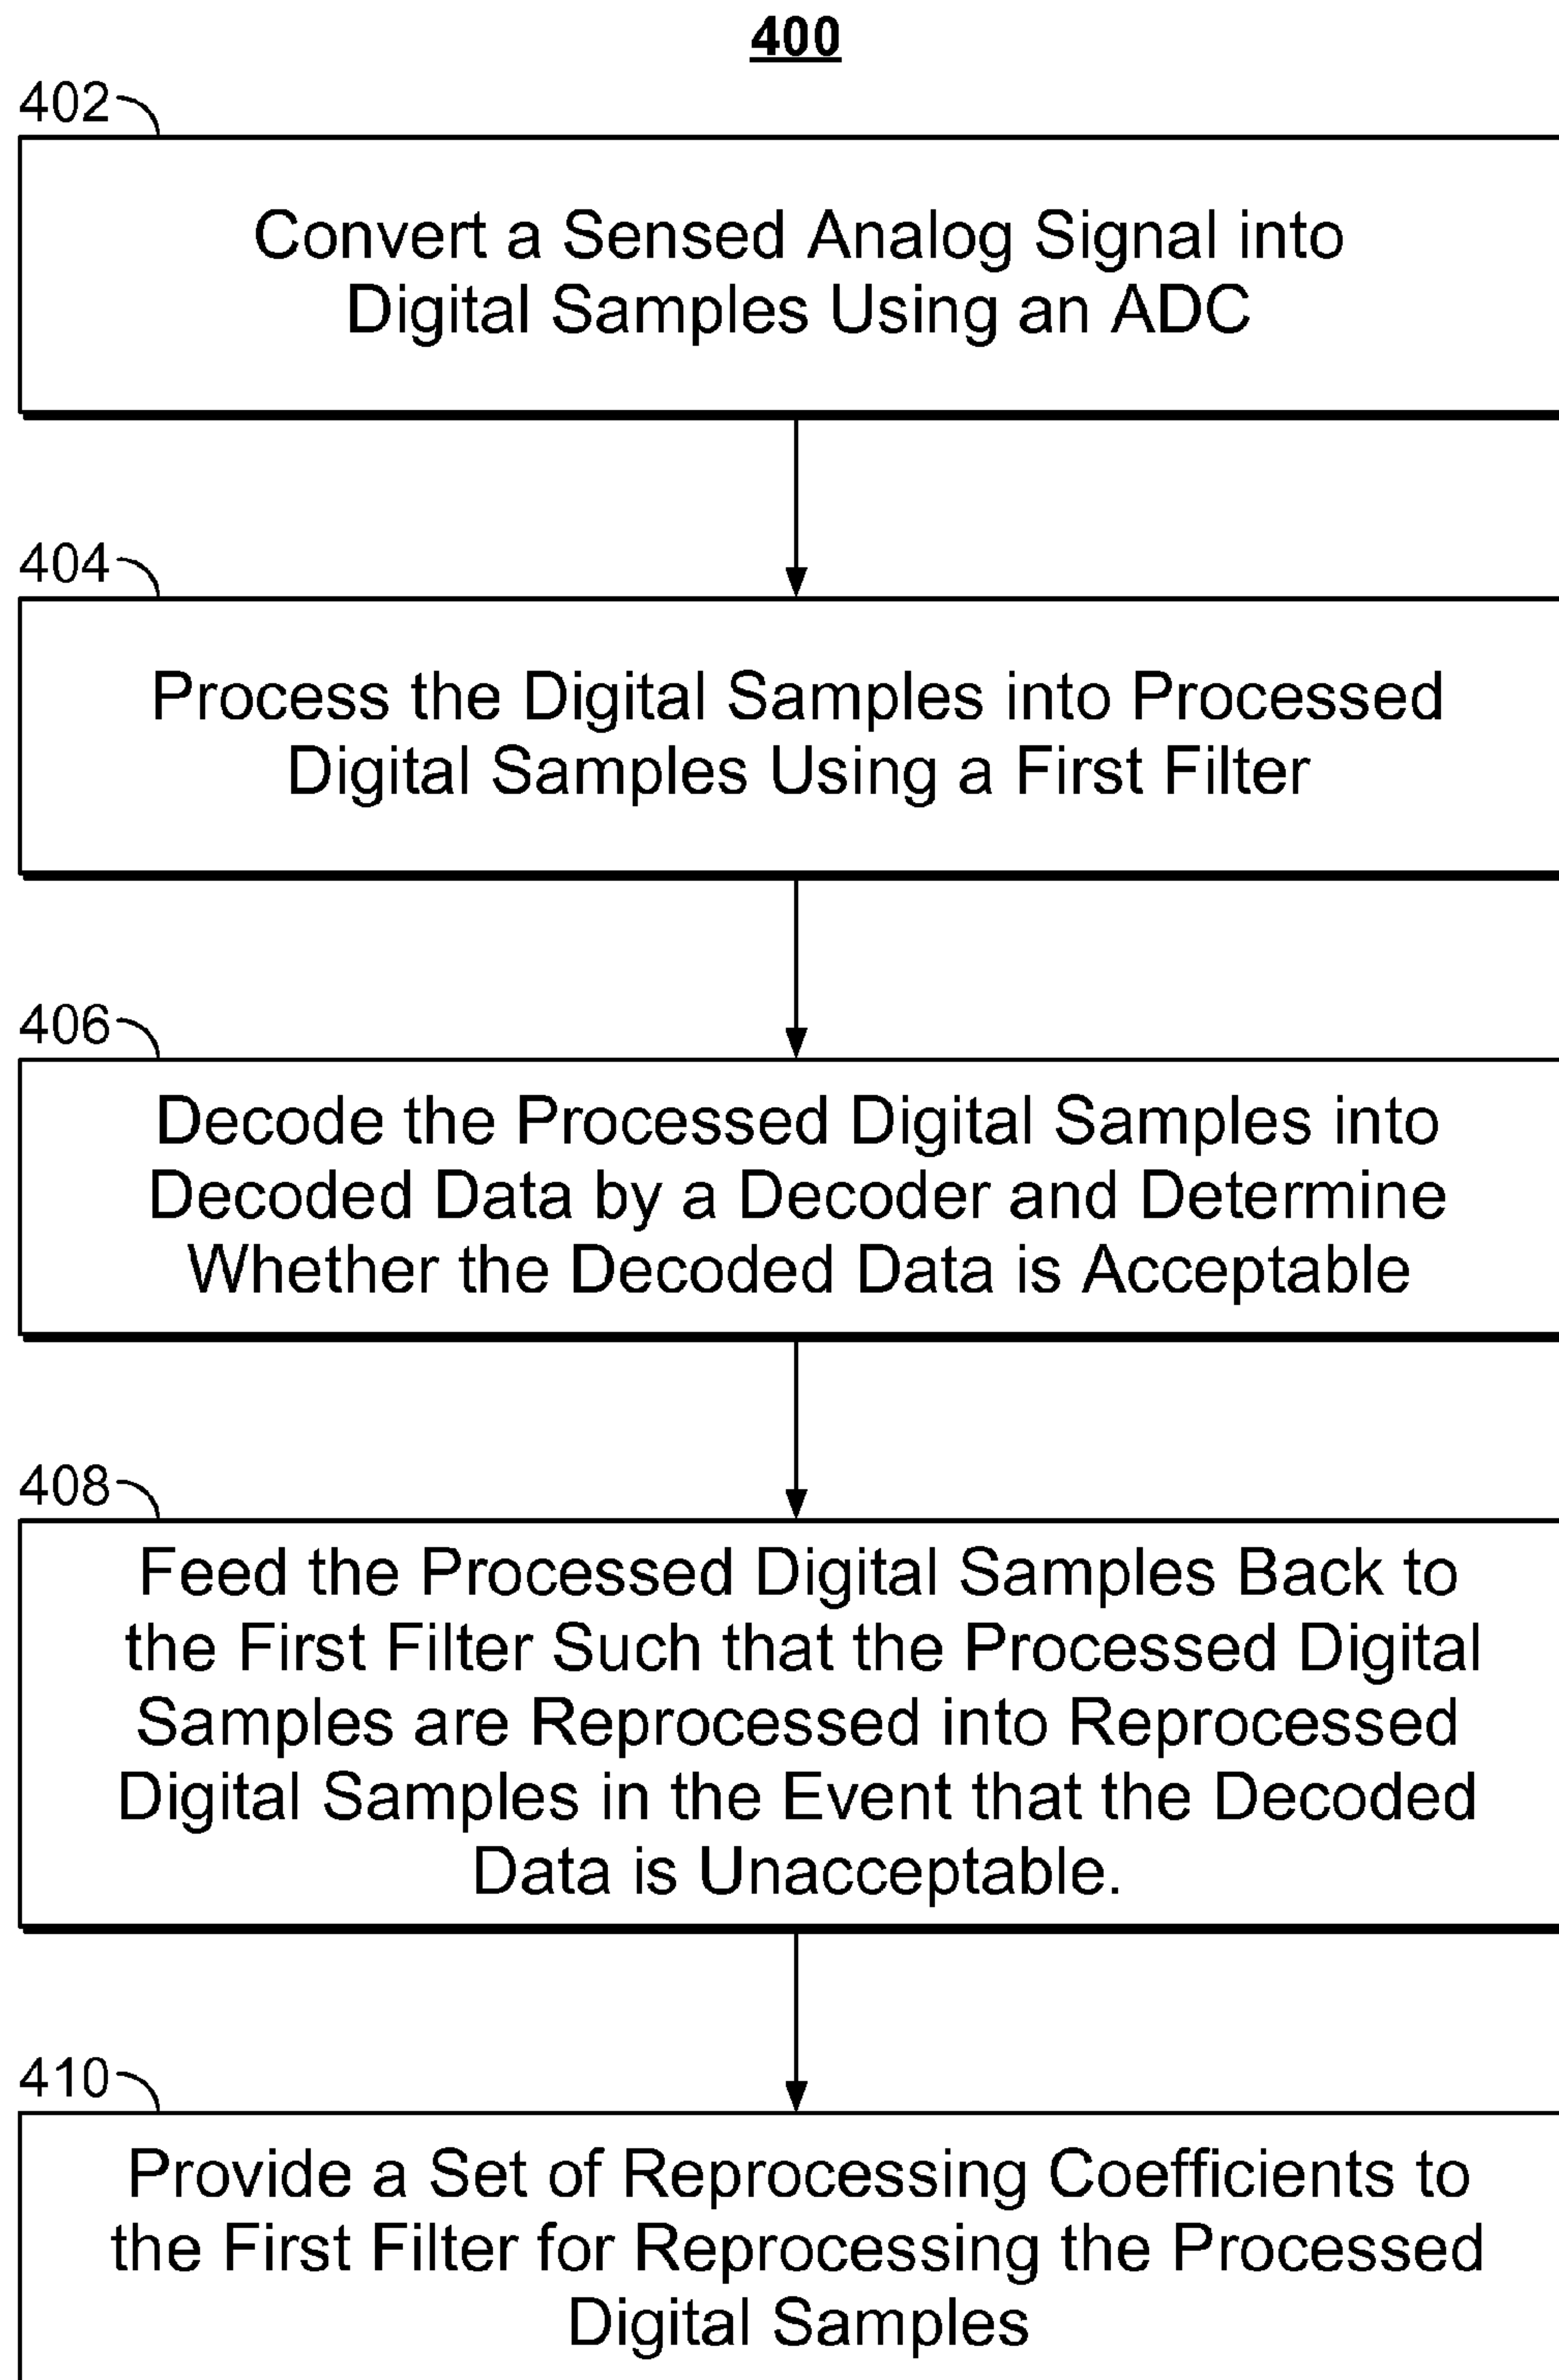 400
402
Convert a Sensed Analog Signal into
Digital Samples Using an ADC
404
Process the Digital Samples into Processed
Digital Samples Using a First Filter
406
Decode the Processed Digital Samples into
Decoded Data by a Decoder and Determine
Whether the Decoded Data is Acceptable
408
Feed the Processed Digital Samples Back to
the First Filter Such that the Processed Digital
Samples are Reprocessed into Reprocessed
Digital Samples in the Event that the Decoded
Data is Unacceptable.
410
Provide a Set of Reprocessing Coefficients to
the First Filter for Reprocessing the Processed
Digital Samples